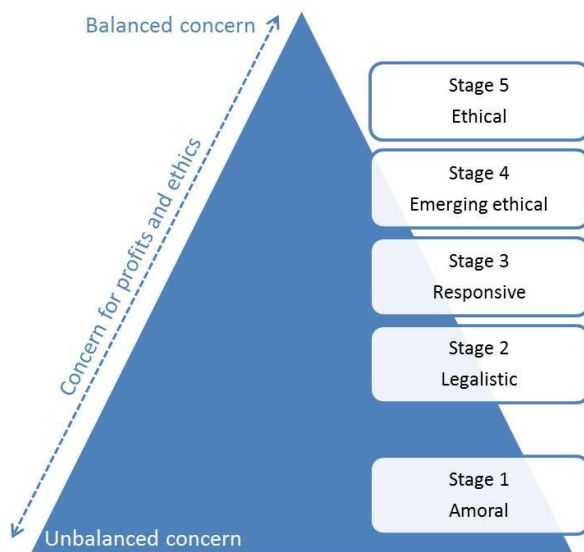 Balanced concern
Concern for profits and ethics
Stage 5
Ethical
Stage 4
Emerging ethical
Stage 3
Responsive
Stage 2
Legalistic
Stage 1
Amoral
Unbalanced concern